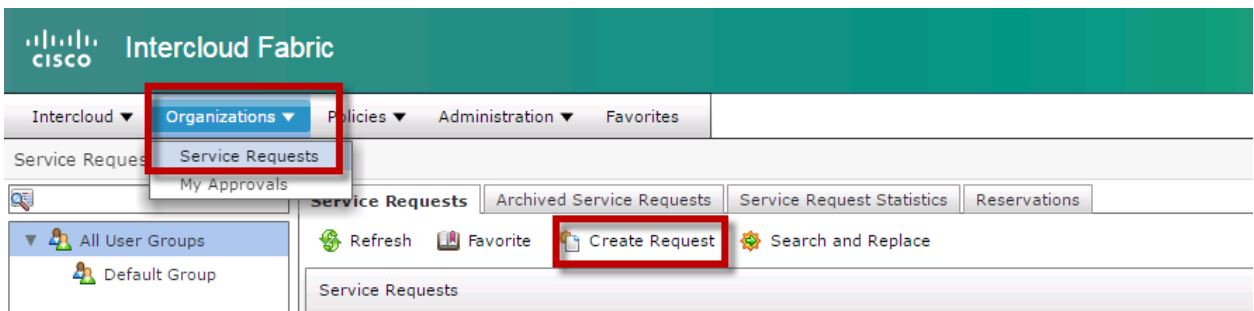 CISCO Intercloud Fabric
Intercloud Organizations Policies Administration Favorites
Service Reques Service Requests
My Approvals
Service Requests Archived Service Requests Service Request Statistics Reservations
All User Groups Refresh Favorite Create Request Search and Replace
Default Group
Service Requests